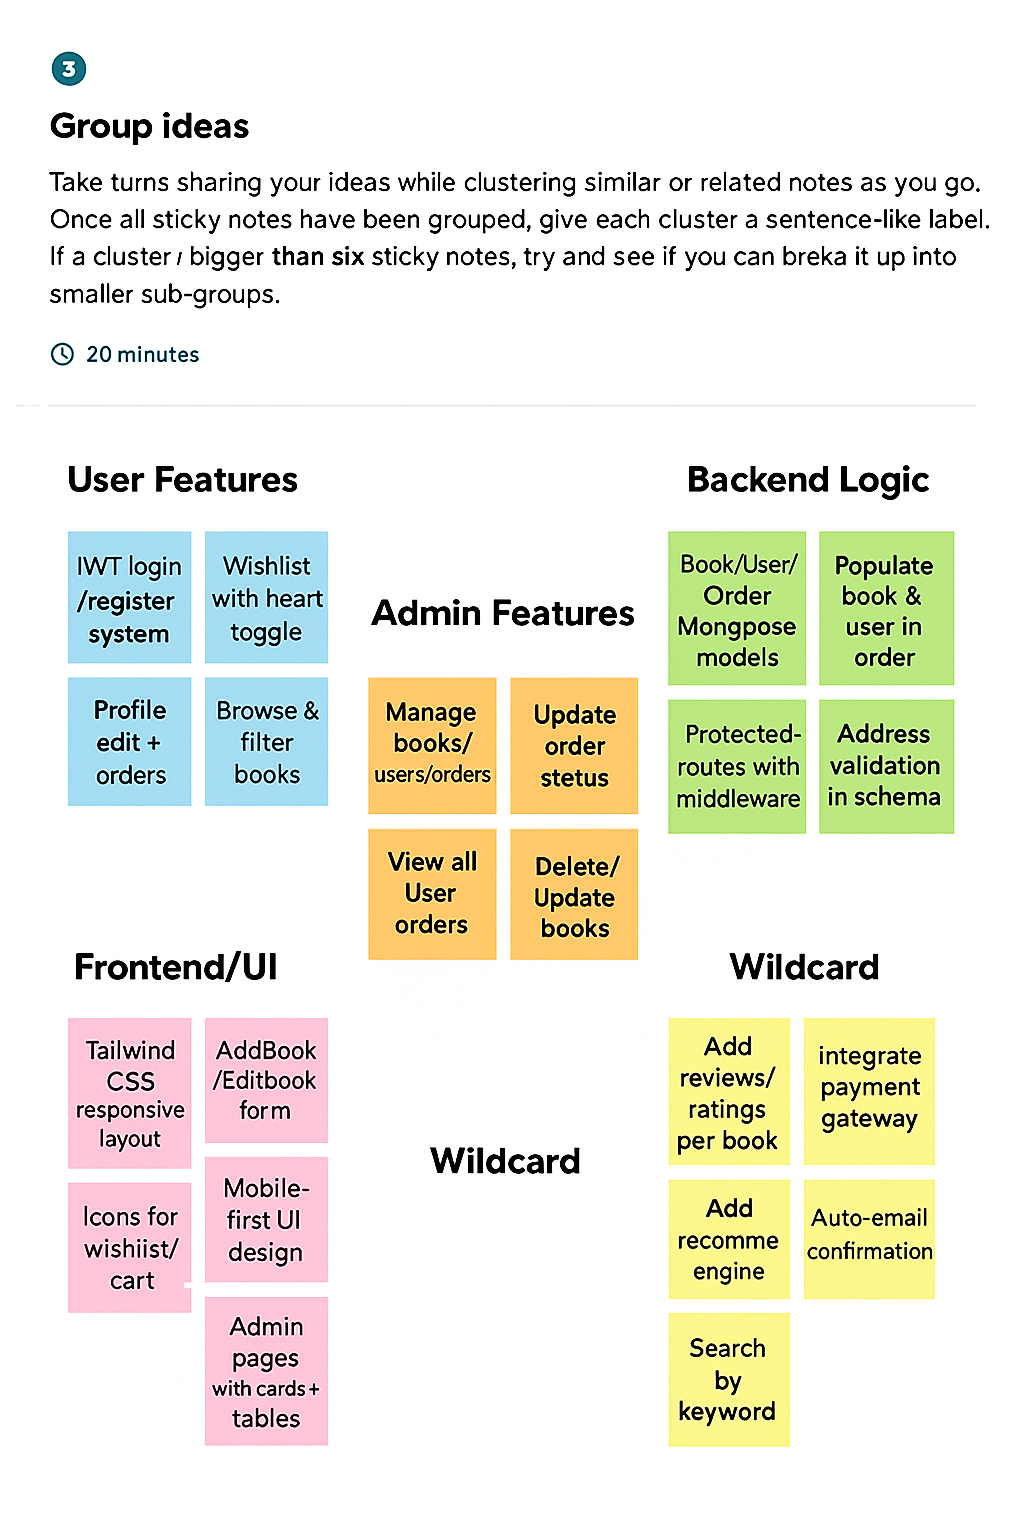 3
Group ideas
Take turns sharing your ideas while clustering similar or related notes as you go.
Once all sticky notes have been grouped, give each cluster a sentence-like label.
If a cluster ı bigger than six sticky notes, try and see if you can breka it up into
smaller sub-groups.
20 minutes
User Features
IWT login
/register
system
Wishlist
with heart
toggle
Profile
edit +
orders
Browse &
filter
books
Admin Features
Manage
books/
users/orders
Update
order
stetus
View all
User
orders
Delete/
Update
books
Backend Logic
Book/User/
Order
Mongpose
models
Populate
book &
user in
order
Protected-
routes with
middleware
Address
validation
in schema
Frontend/UI
Tailwind
CSS
responsive
layout
AddBook
/Editbook
form
Icons for
wishiist/
cart
Mobile-
first UI
design
Admin
pages
with cards+
tables
Wildcard
Wildcard
Add
reviews/
ratings
per book
integrate
payment
gateway
Add
recomme
engine
Auto-email
confirmation
Search
by
keyword